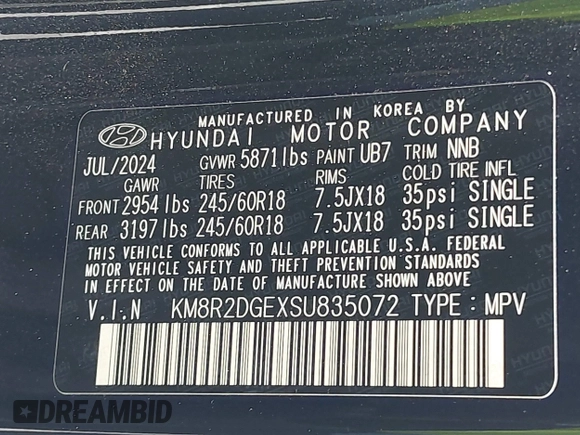 MANUFACTURED IN KOREA BY
HYUNDAI MOTOR COMPANY
JUL/2024 GVWR 5871lbs PAINT UB7 TRIM NNB
GAWR TIRES RIMS COLD TIRE INFL
FRONT 2954lbs 245/60R18 7.5JX18 35psi SINGLE
REAR 3197lbs 245/60R18 7.5JX18 35psi SINGLE
THIS VEHICLE CONFORMS TO ALL APPLICABLE U.S.A. FEDERAL
MOTOR VEHICLE SAFETY AND THEFT PREVENTION STANDARDS
IN EFFECT ON THE DATE OF MANUFACTURE SHOWN ABOVE
V.I.N KM8R2DGEXSU835072 TYPE : MPV
DREAMBID